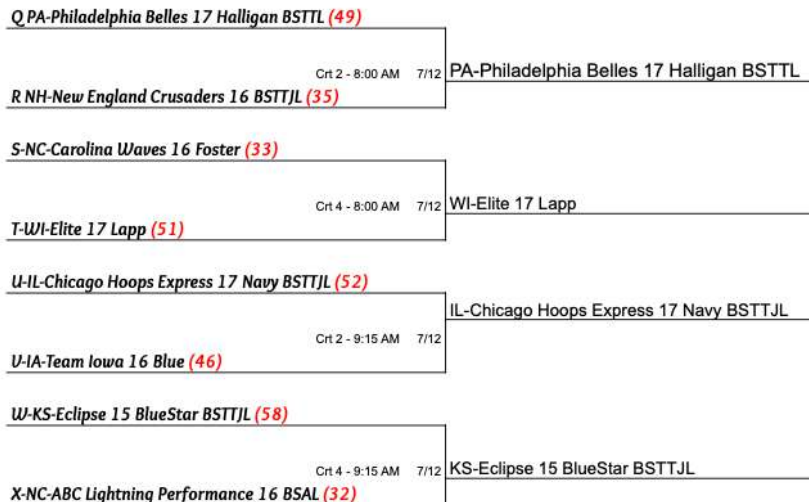 Q PA-Philadelphia Belles 17 Halligan BSTTL (49)
Crt 2 - 8:00 AM 7/12
PA-Philadelphia Belles 17 Halligan BSTTL
R NH-New England Crusaders 16 BSTTJL (35)
S-NC-Carolina Waves 16 Foster (33)
Crt 4 - 8:00 AM 7/12
WI-Elite 17 Lapp
T-WI-Elite 17 Lapp (51)
U-IL-Chicago Hoops Express 17 Navy BSTTJL (52)
IL-Chicago Hoops Express 17 Navy BSTTJL
Crt 2 - 9:15 AM 7/12
V-IA-Team Iowa 16 Blue (46)
W-KS-Eclipse 15 BlueStar BSTTJL (58)
Crt 4 - 9:15 AM 7/12
KS-Eclipse 15 BlueStar BSTTJL
X-NC-ABC Lightning Performance 16 BSAL (32)